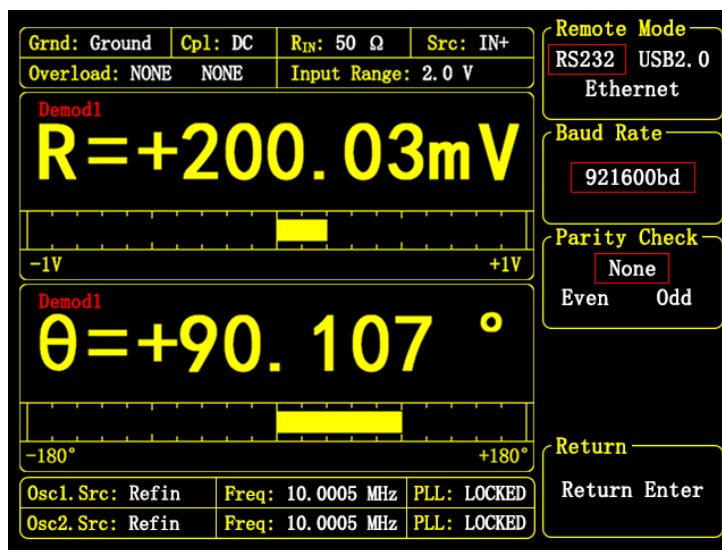 Grnd: Ground Cpl: DC R_IN: 50 Ω Src: IN+
Overload: NONE NONE Input Range: 2.0 V
Demod1
R=+200.03mV
-1V +1V
Demod1
θ=+90.107 °
-180° +180°
Osc1.Src: Refin Freq: 10.0005 MHz PLL: LOCKED
Osc2.Src: Refin Freq: 10.0005 MHz PLL: LOCKED
Remote Mode
RS232 USB2.0
Ethernet
Baud Rate
921600bd
Parity Check
None
Even Odd
Return
Return Enter